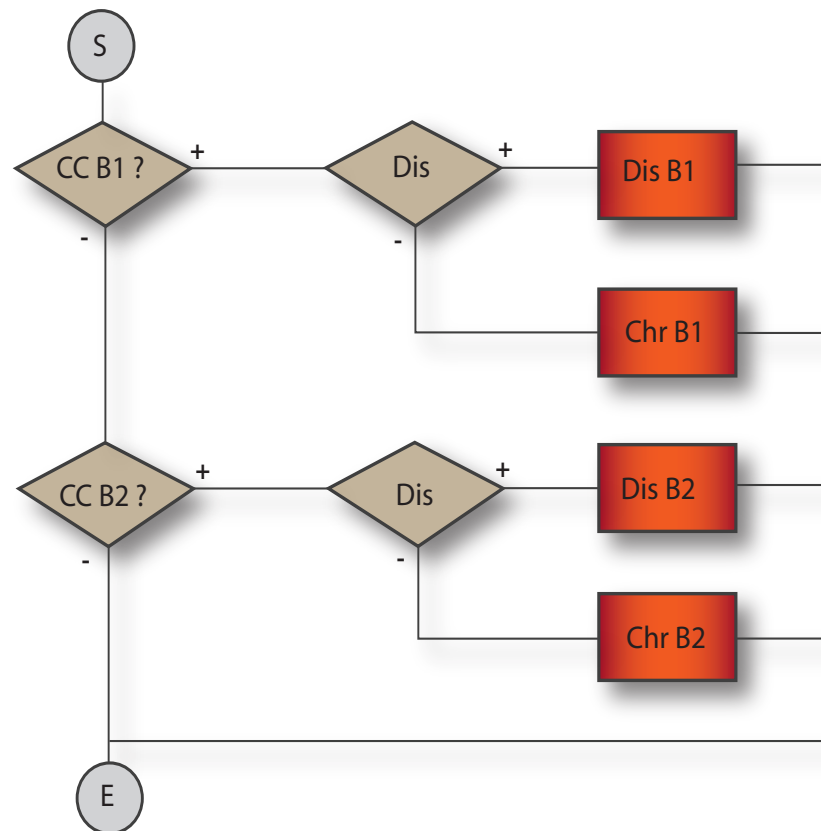 S
CC B1 ?
+
-
Dis
+
-
Dis B1
Chr B1
CC B2 ?
+
-
Dis
+
-
Dis B2
Chr B2
E